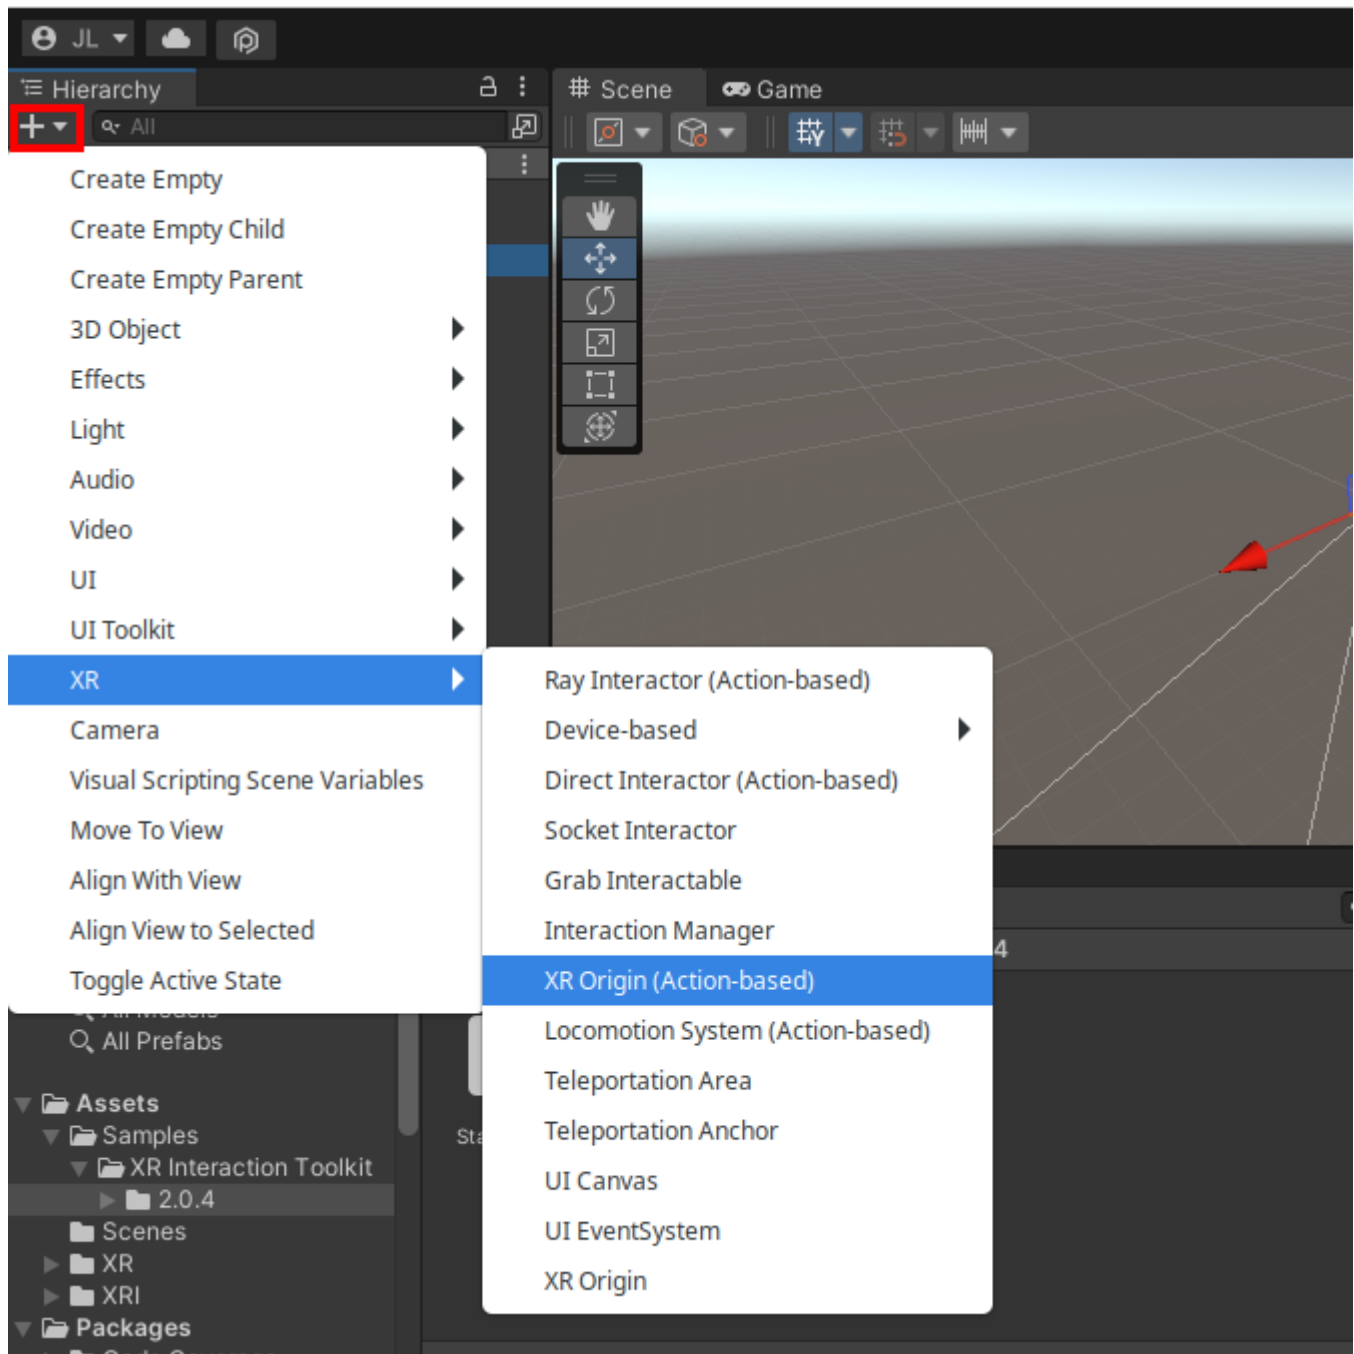 JL
Hierarchy
Scene
Game
All
Create Empty
Create Empty Child
Create Empty Parent
3D Object
Effects
Light
Audio
Video
UI
UI Toolkit
XR
Camera
Visual Scripting Scene Variables
Move To View
Align With View
Align View to Selected
Toggle Active State
Ray Interactor (Action-based)
Device-based
Direct Interactor (Action-based)
Socket Interactor
Grab Interactable
Interaction Manager
XR Origin (Action-based)
Locomotion System (Action-based)
Teleportation Area
Teleportation Anchor
UI Canvas
UI EventSystem
XR Origin
4
All Models
All Prefabs
Assets
Samples
XR Interaction Toolkit
2.0.4
Scenes
XR
XRI
Packages